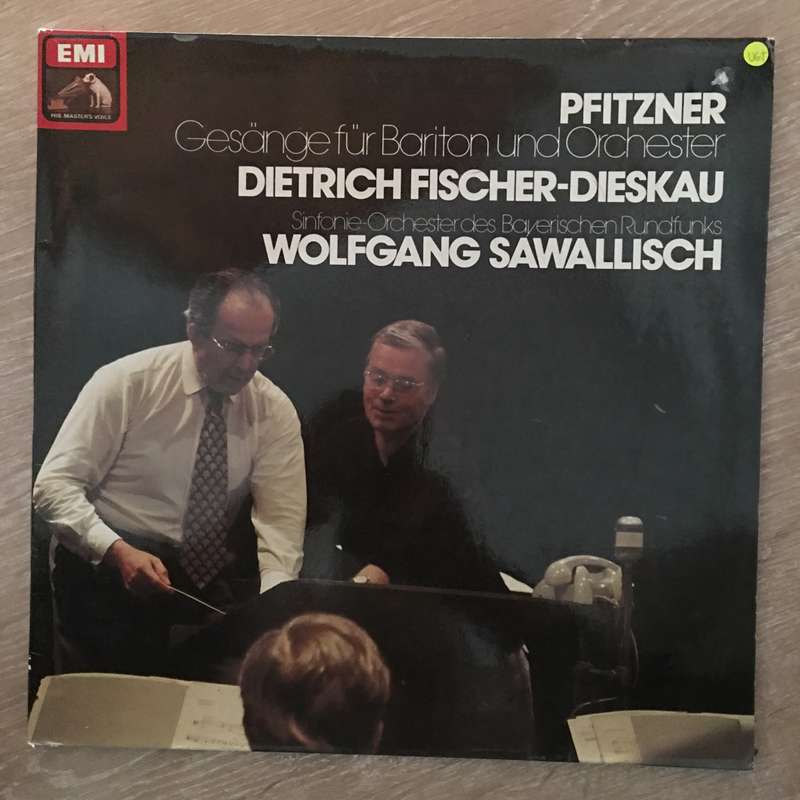 EMI
HIS MASTER'S VOICE
UGT
PFITZNER
Gesänge für Bariton und Orchester
DIETRICH FISCHER-DIESKAU
Sinfonie-Orchester des Bayerischen Rundfunks
WOLFGANG SAWALLISCH